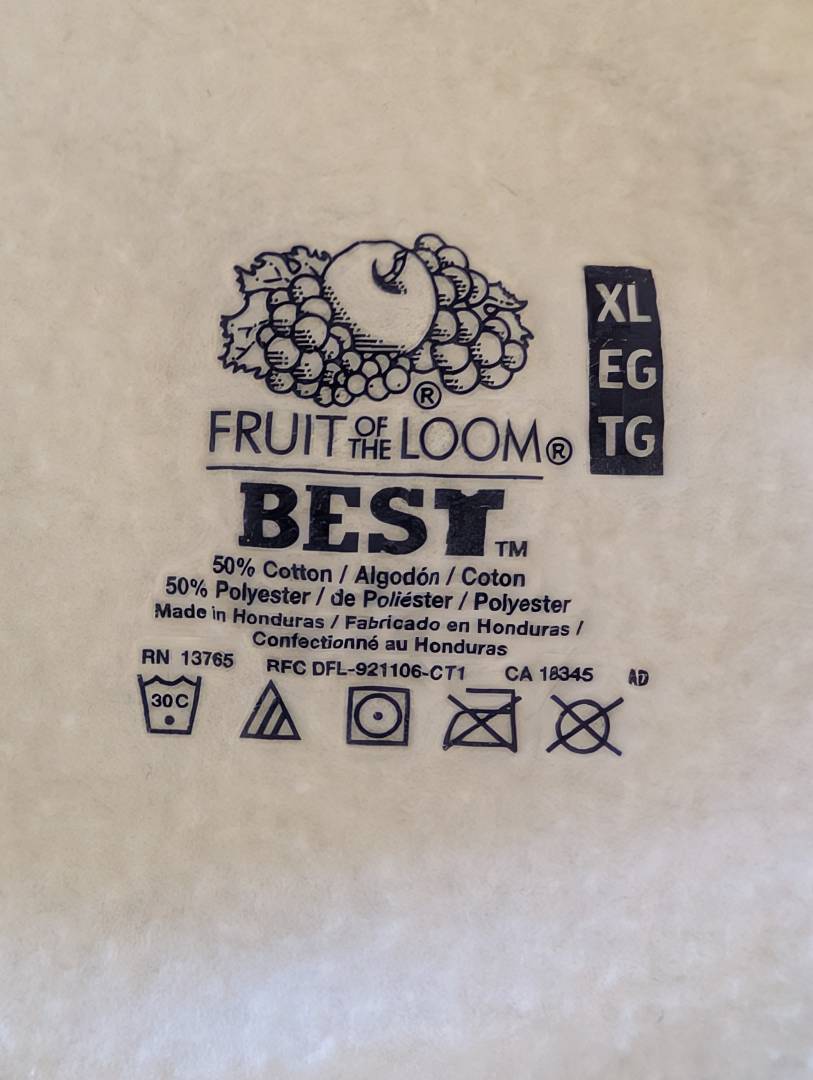 XL
EG
TG
®
FRUIT OF THE LOOM®
BEST™
50% Cotton / Algodón / Coton
50% Polyester / de Poliéster / Polyester
Made in Honduras / Fabricado en Honduras /
Confectionné au Honduras
RN 13765 RFC DFL-921106-CT1 CA 18345 AD
30C